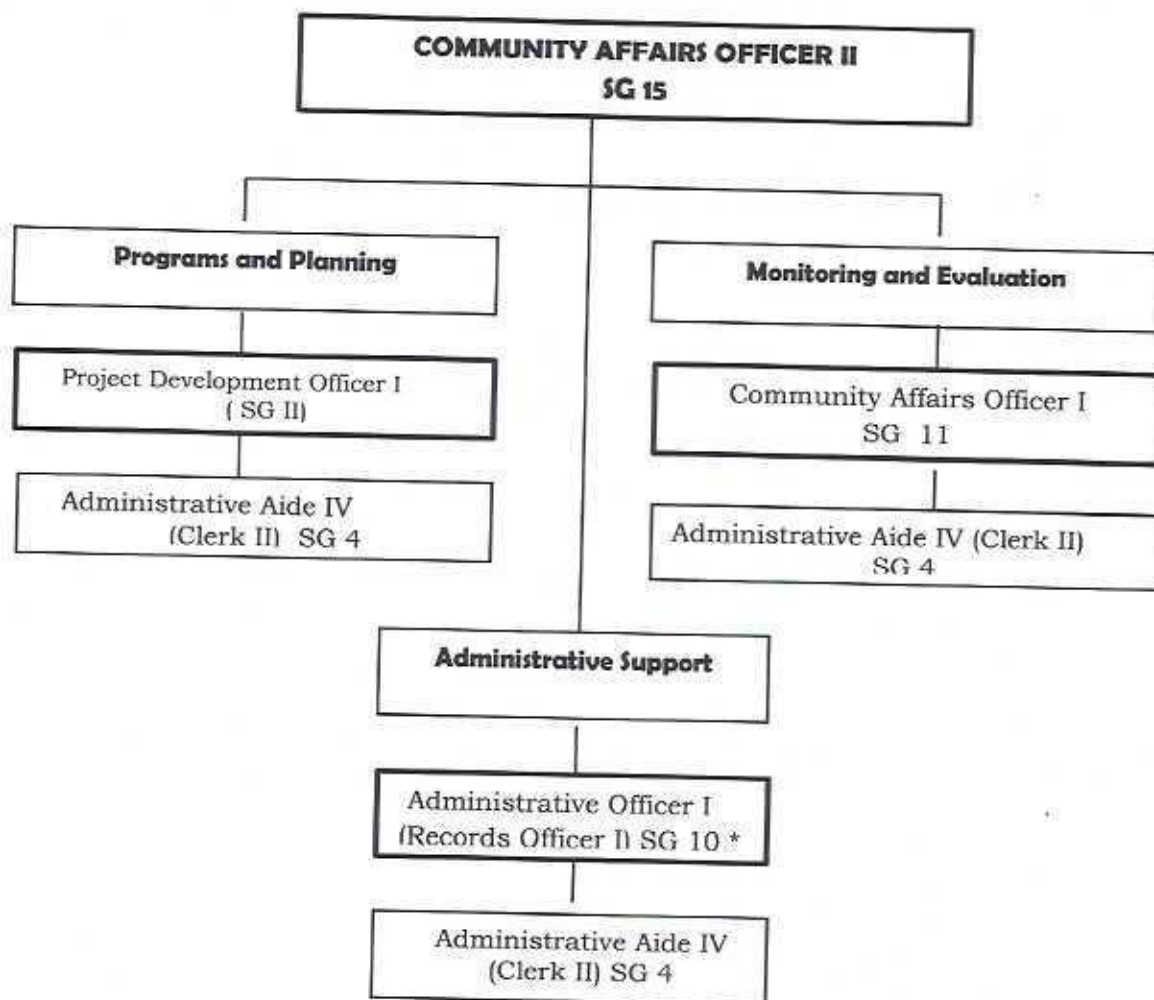 COMMUNITY AFFAIRS OFFICER II
SG 15
Programs and Planning
Project Development Officer I
( SG II)
Administrative Aide IV
(Clerk II) SG 4
Monitoring and Evaluation
Community Affairs Officer I
SG 11
Administrative Aide IV (Clerk II)
SG 4
Administrative Support
Administrative Officer I
(Records Officer I) SG 10 *
Administrative Aide IV
(Clerk II) SG 4